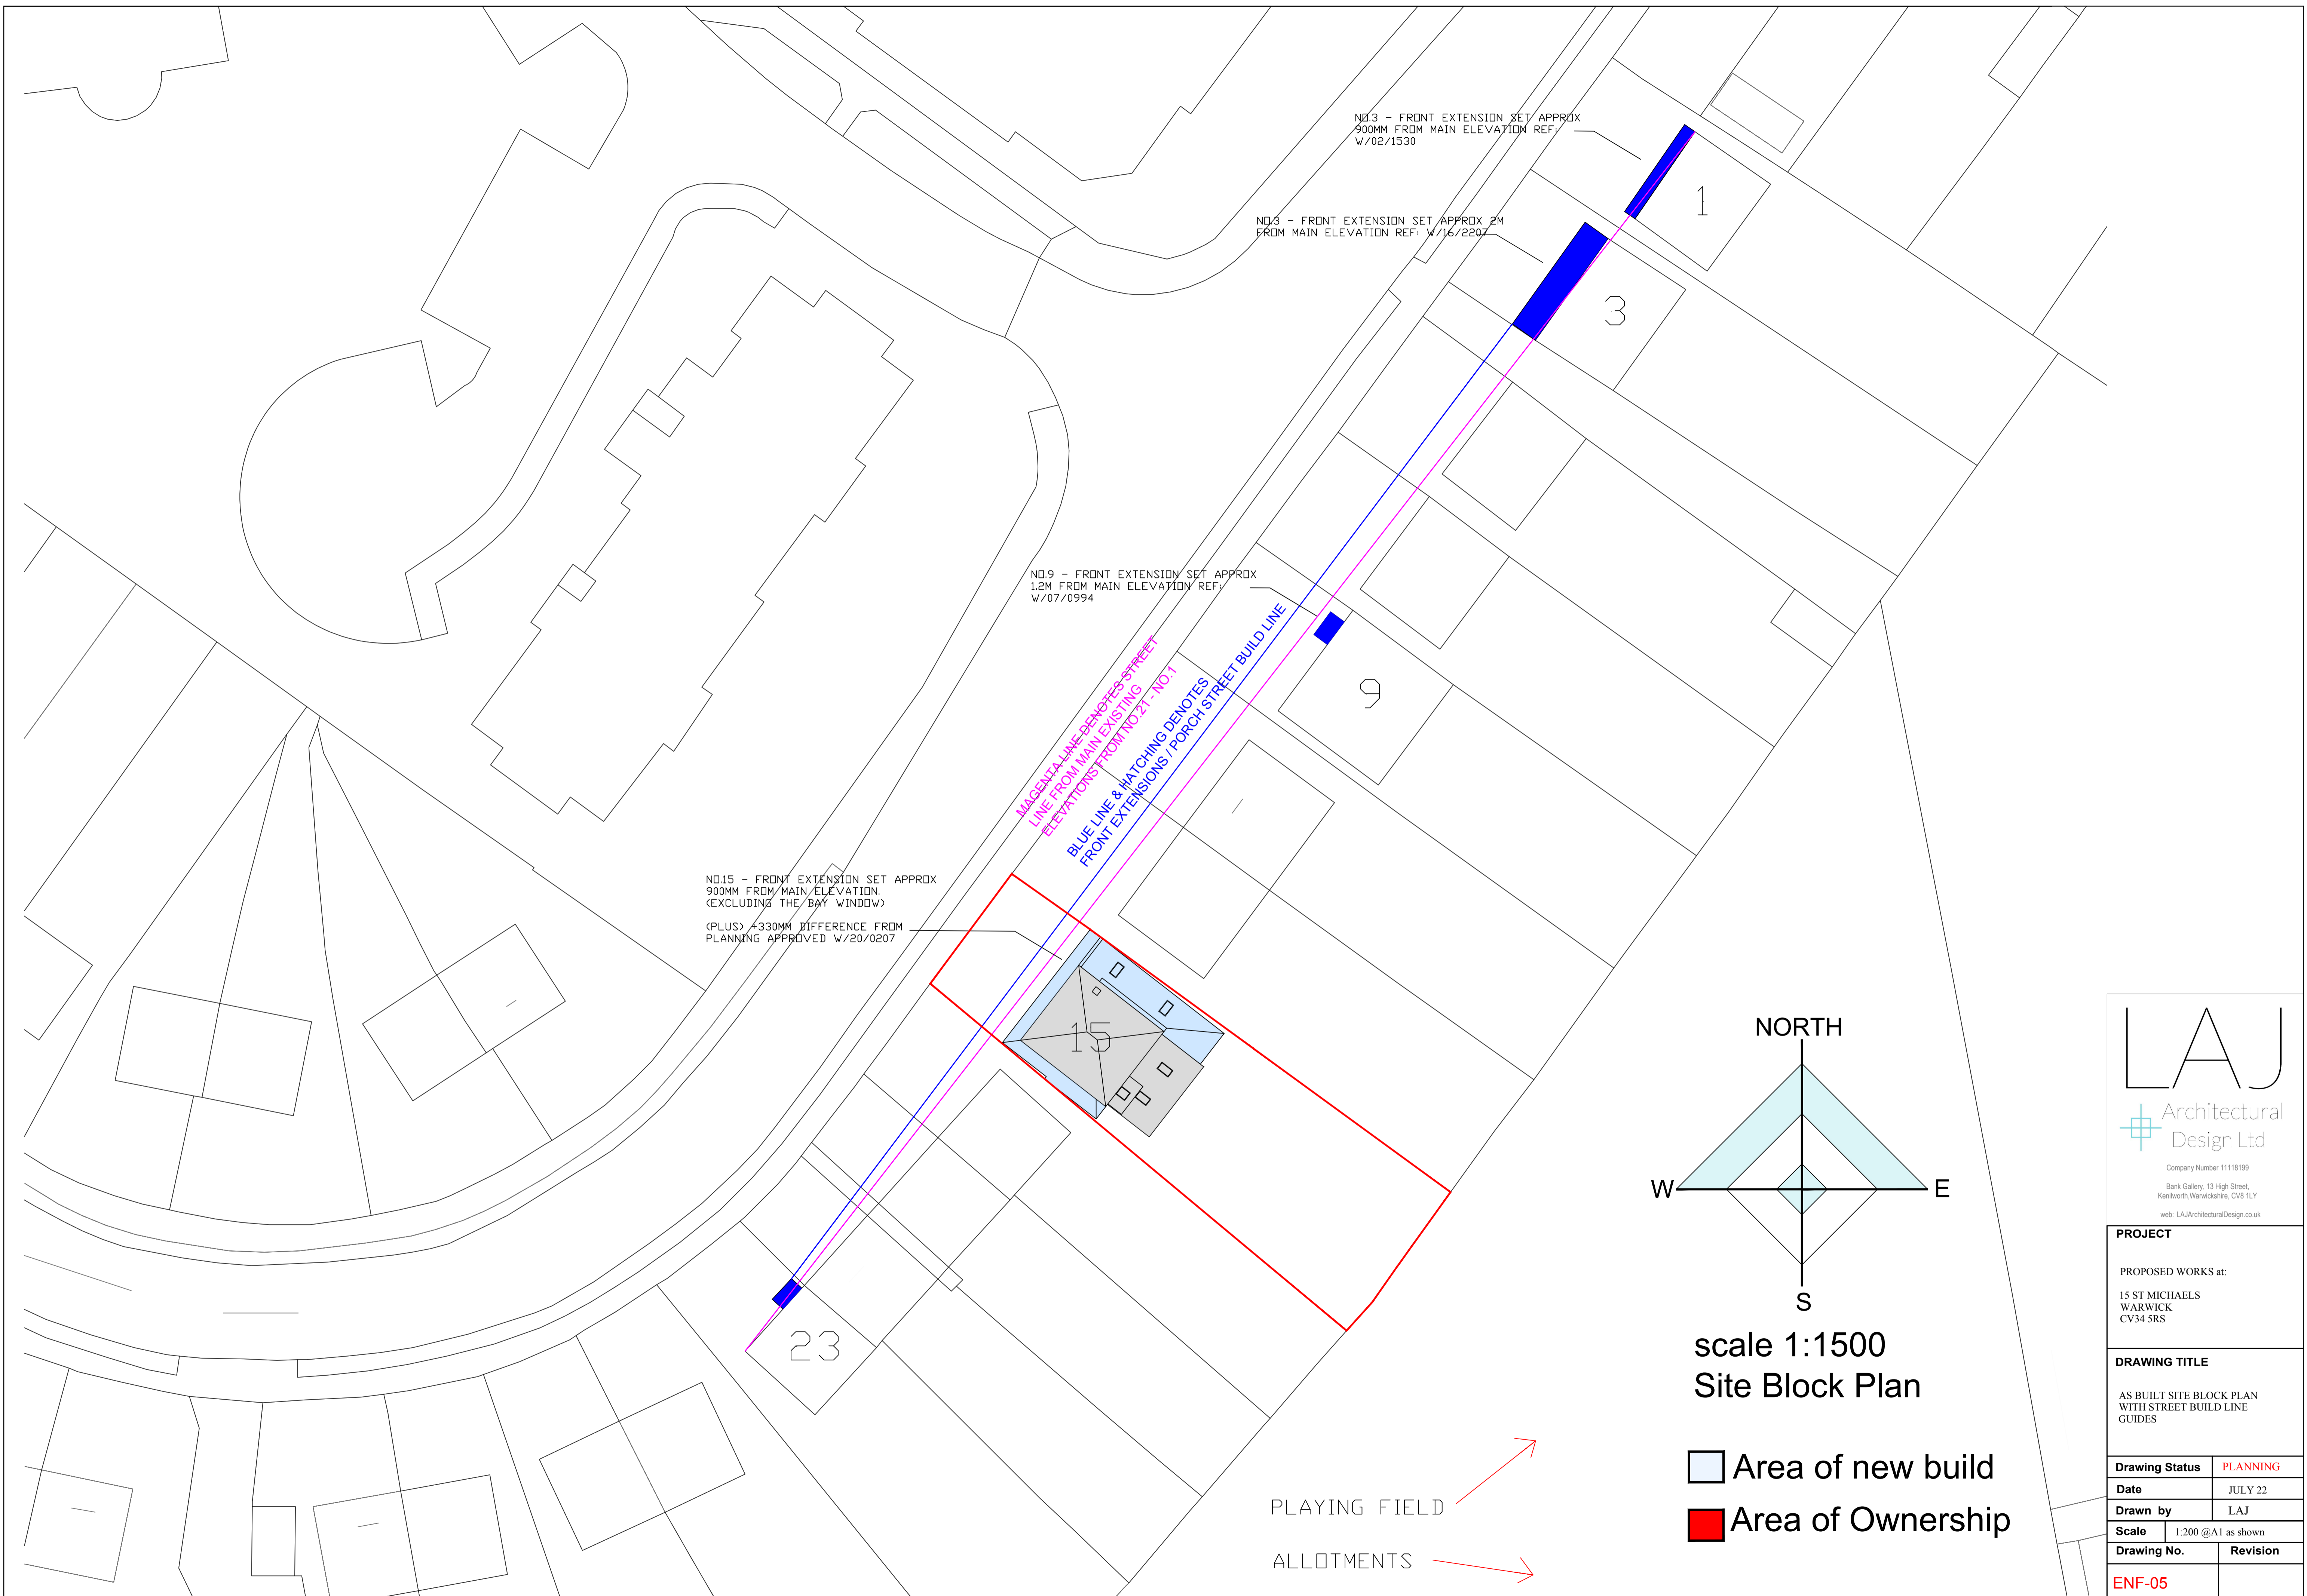 NO.3 - FRONT EXTENSION SET APPROX
900MM FROM MAIN ELEVATION REF:
W/02/1530
1
NO.3 - FRONT EXTENSION SET APPROX 2M
FROM MAIN ELEVATION REF: W/16/2207
3
NO.9 - FRONT EXTENSION SET APPROX
1.2M FROM MAIN ELEVATION REF:
W/07/0994
9
MAGENTA LINE DENOTES STREET
LINE FROM MAIN EXISTING
ELEVATIONS FROM NO.21 - NO.1
BLUE LINE & HATCHING DENOTES
FRONT EXTENSIONS / PORCH STREET BUILD LINE
NO.15 - FRONT EXTENSION SET APPROX
900MM FROM MAIN ELEVATION.
(EXCLUDING THE BAY WINDOW)
(PLUS) +330MM DIFFERENCE FROM
PLANNING APPROVED W/20/0207
15
23
NORTH
W
E
S
scale 1:1500
Site Block Plan
Area of new build
Area of Ownership
PLAYING FIELD
ALLOTMENTS
LAJ
Architectural
Design Ltd
Company Number 11118199
Bank Gallery, 13 High Street,
Kenilworth,Warwickshire, CV8 1LY
web: LAJArchitecturalDesign.co.uk
PROJECT
PROPOSED WORKS at:
15 ST MICHAELS
WARWICK
CV34 5RS
DRAWING TITLE
AS BUILT SITE BLOCK PLAN
WITH STREET BUILD LINE
GUIDES
Drawing Status PLANNING
Date JULY 22
Drawn by LAJ
Scale 1:200 @A1 as shown
Drawing No. Revision
ENF-05